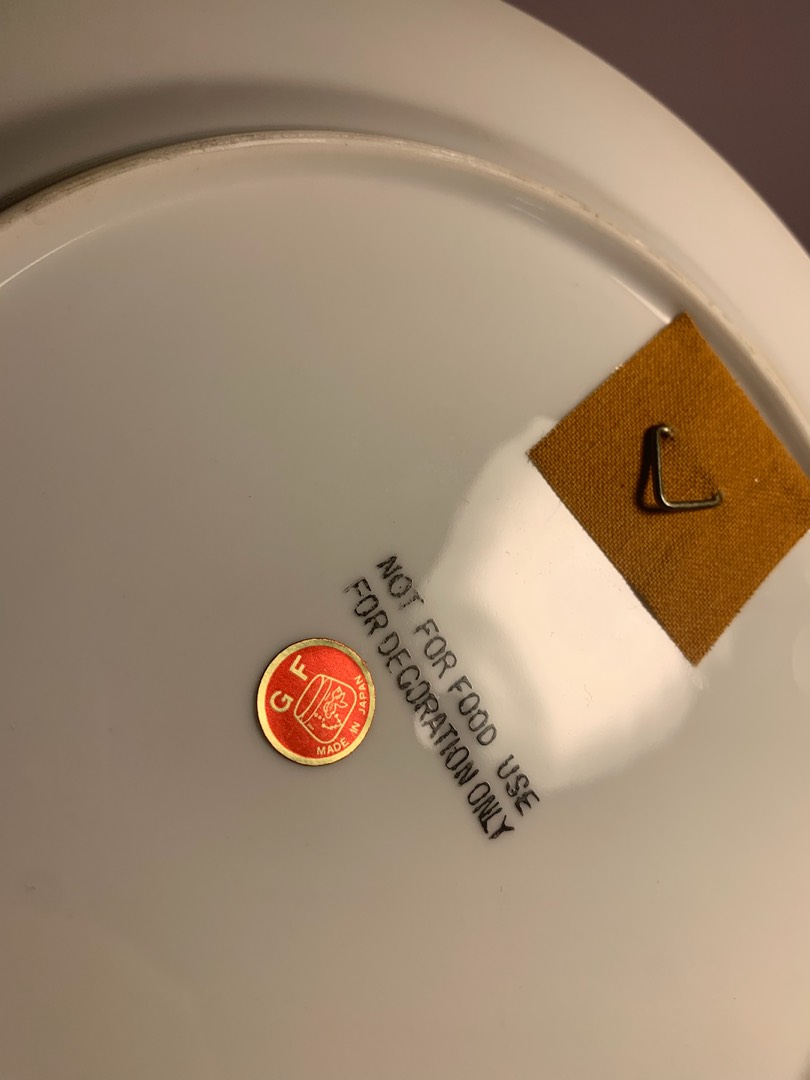 NOT FOR FOOD USE
FOR DECORATION ONLY
G F
MADE IN JAPAN